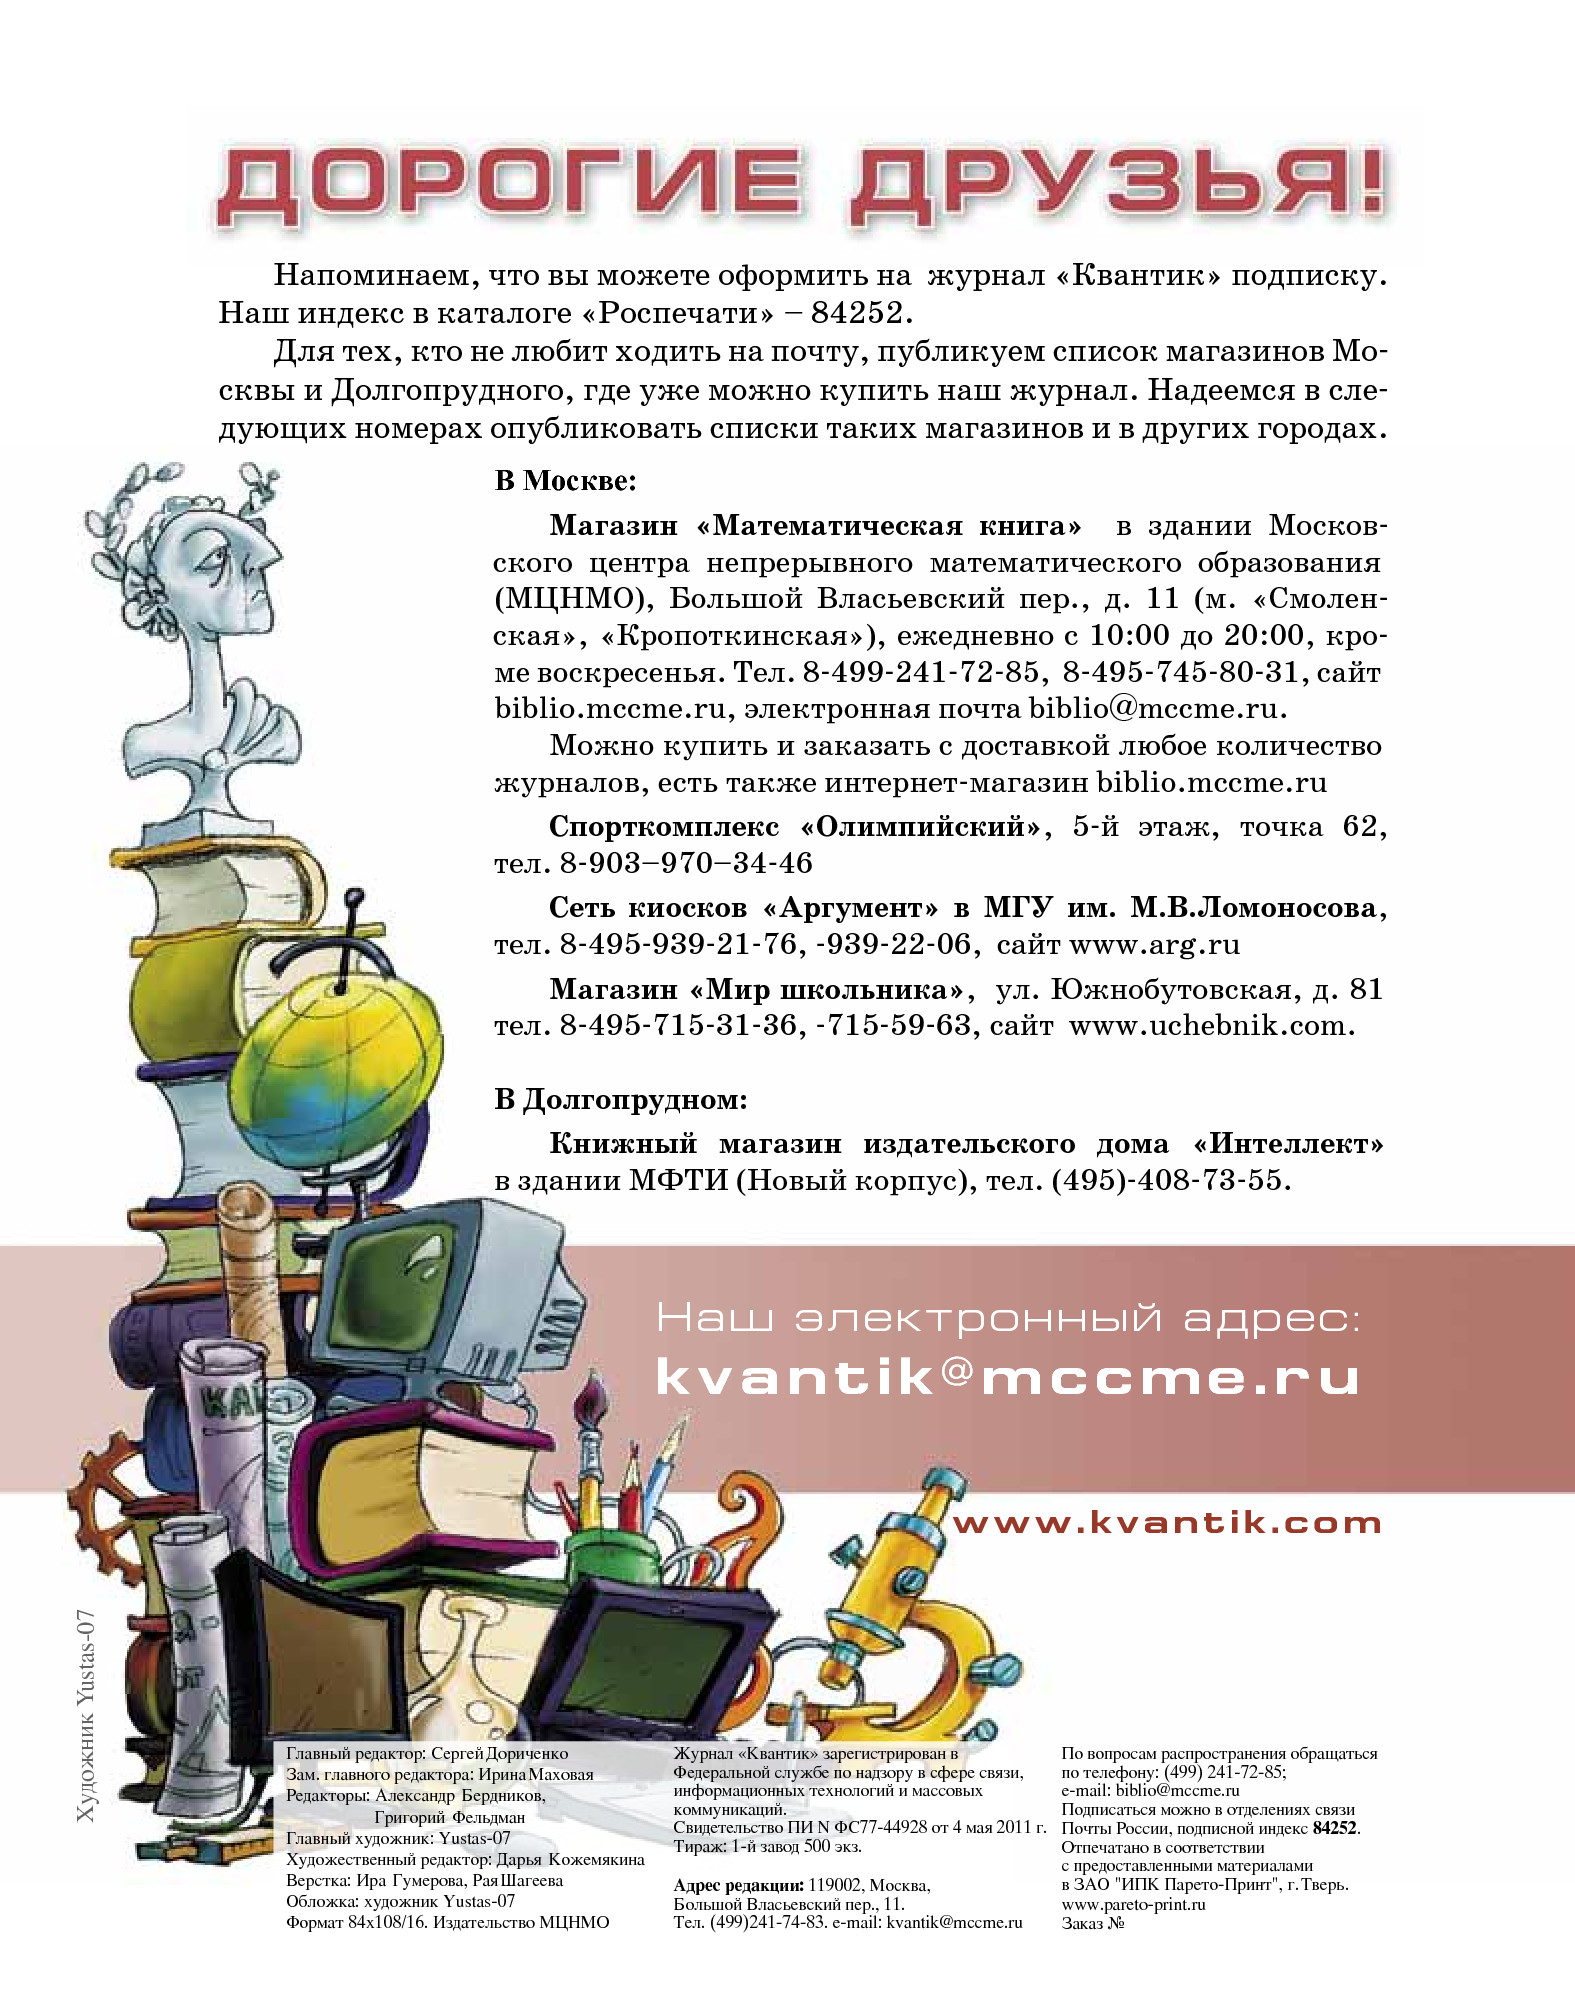 ДОРОГИЕ ДРУЗЬЯ!
Напоминаем, что вы можете оформить на журнал «Квантик» подписку.
Наш индекс в каталоге «Роспечати» – 84252.
Для тех, кто не любит ходить на почту, публикуем список магазинов Мо-
сквы и Долгопрудного, где уже можно купить наш журнал. Надеемся в сле-
дующих номерах опубликовать списки таких магазинов и в других городах.
В Москве:
Магазин «Математическая книга» в здании Москов-
ского центра непрерывного математического образования
(МЦНМО), Большой Власьевский пер., д. 11 (м. «Смолен-
ская», «Кропоткинская»), ежедневно с 10:00 до 20:00, кро-
ме воскресенья. Тел. 8-499-241-72-85, 8-495-745-80-31, сайт
biblio.mccme.ru, электронная почта biblio@mccme.ru.
Можно купить и заказать с доставкой любое количество
журналов, есть также интернет-магазин biblio.mccme.ru
Спорткомплекс «Олимпийский», 5-й этаж, точка 62,
тел. 8-903–970–34-46
Сеть киосков «Аргумент» в МГУ им. М.В.Ломоносова,
тел. 8-495-939-21-76, -939-22-06, сайт www.arg.ru
Магазин «Мир школьника», ул. Южнобутовская, д. 81
тел. 8-495-715-31-36, -715-59-63, сайт www.uchebnik.com.
В Долгопрудном:
Книжный магазин издательского дома «Интеллект»
в здании МФТИ (Новый корпус), тел. (495)-408-73-55.
Наш электронный адрес:
kvantik@mccme.ru
www.kvantik.com
Художник Yustas-07
Главный редактор: Сергей Дориченко
Зам. главного редактора: Ирина Маховая
Редакторы: Александр Бердников,
Григорий Фельдман
Главный художник: Yustas-07
Художественный редактор: Дарья Кожемякина
Верстка: Ира Гумерова, Рая Шагеева
Обложка: художник Yustas-07
Формат 84х108/16. Издательство МЦНМО
Журнал «Квантик» зарегистрирован в
Федеральной службе по надзору в сфере связи,
информационных технологий и массовых
коммуникаций.
Свидетельство ПИ N ФС77-44928 от 4 мая 2011 г.
Тираж: 1-й завод 500 экз.
Адрес редакции: 119002, Москва,
Большой Власьевский пер., 11.
Тел. (499)241-74-83. e-mail: kvantik@mccme.ru
По вопросам распространения обращаться
по телефону: (499) 241-72-85;
e-mail: biblio@mccme.ru
Подписаться можно в отделениях связи
Почты России, подписной индекс 84252.
Отпечатано в соответствии
с предоставленными материалами
в ЗАО "ИПК Парето-Принт", г. Тверь.
www.pareto-print.ru
Заказ №